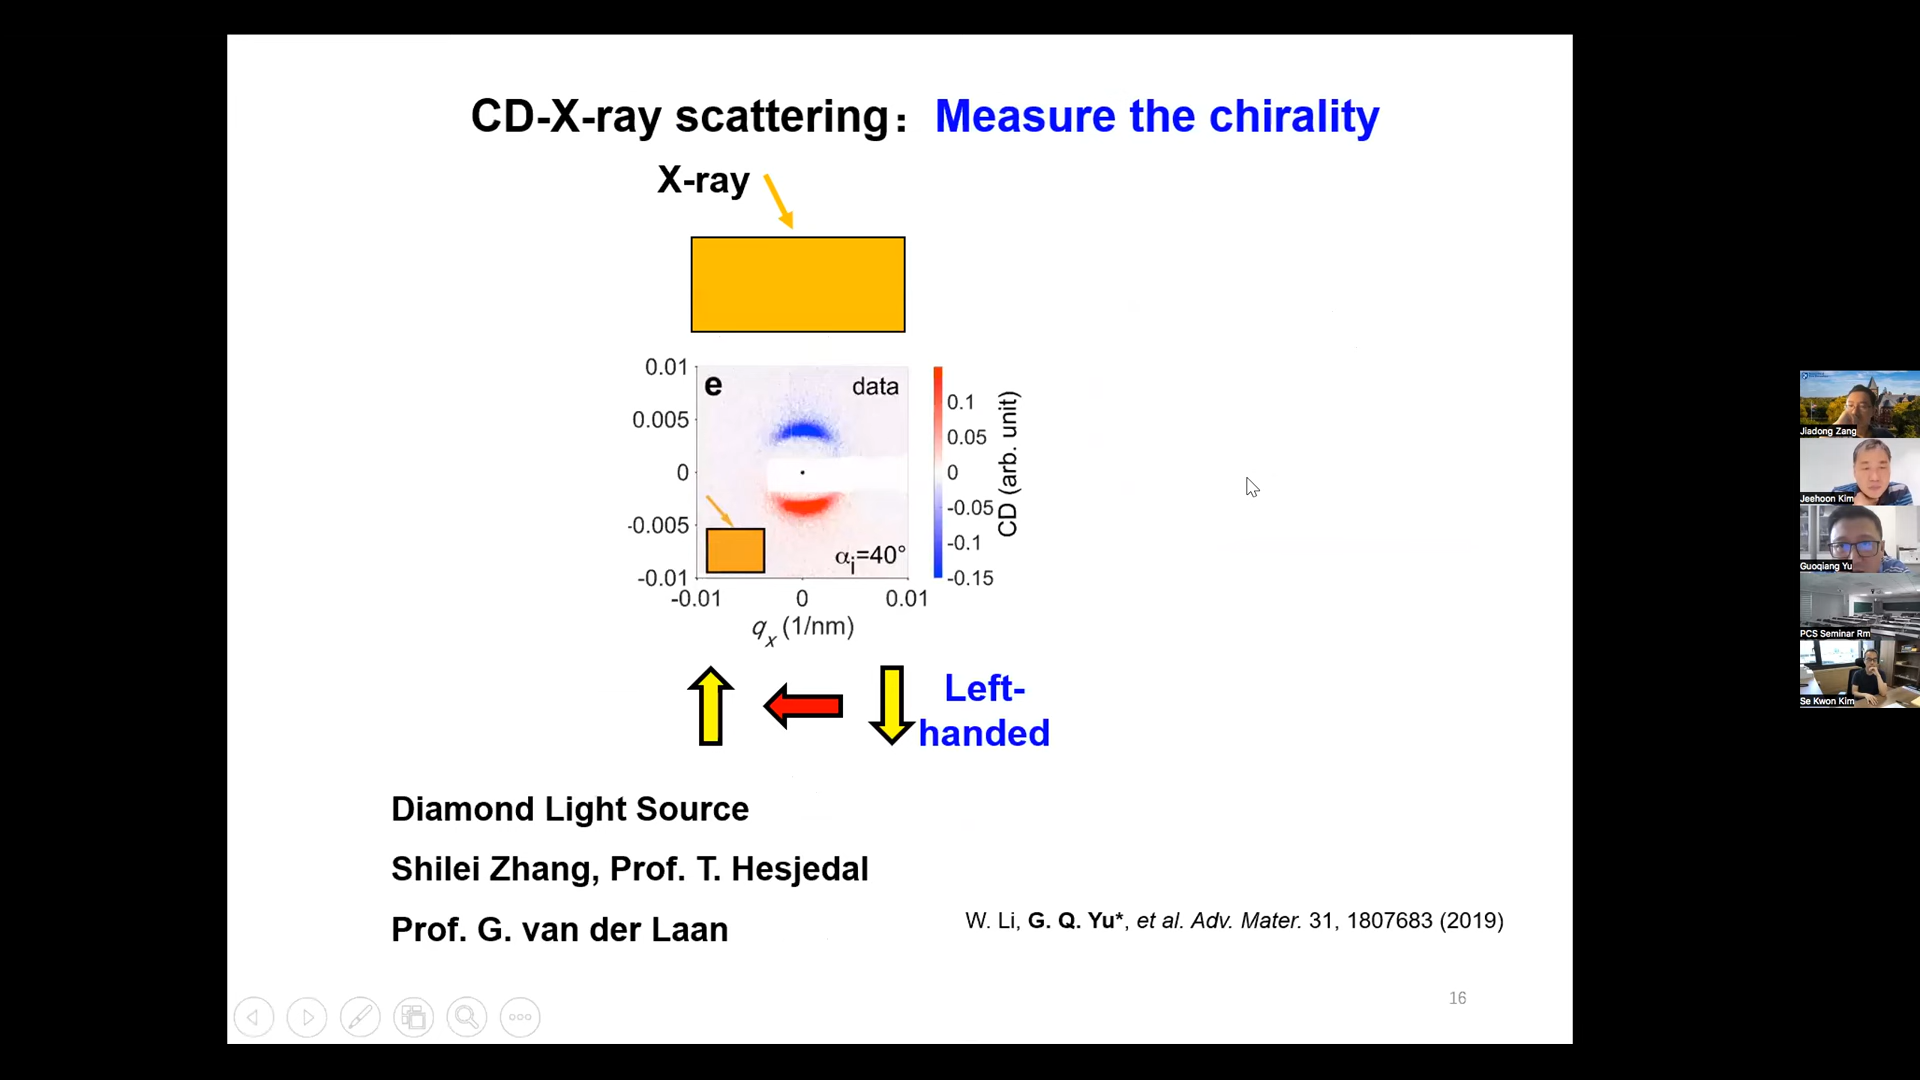 CD-X-ray scattering: Measure the chirality
X-ray
e
data
0.01
0.005
0
-0.005
-0.01
αi=40°
-0.01
0
0.01
qx (1/nm)
0.1
0.05
0
-0.05
-0.1
-0.15
CD (arb. unit)
Left-
handed
Diamond Light Source
Shilei Zhang, Prof. T. Hesjedal
Prof. G. van der Laan
W. Li, G. Q. Yu*, et al. Adv. Mater. 31, 1807683 (2019)
16
Jiadong Zang
Jeehoon Kim
Guoqiang Yu
PCS Seminar Rm
Se Kwon Kim